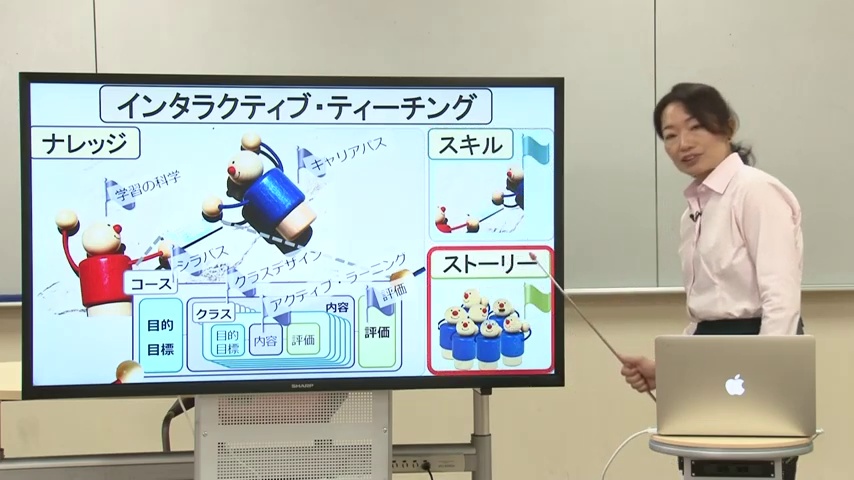 インタラクティブ・ティーチング
ナレッジ
スキル
学習の科学
キャリアパス
シラバス
クラスデザイン
アクティブ・ラーニング
評価
コース
目的
目標
クラス
内容
目的
目標
内容
評価
評価
ストーリー
SHARP